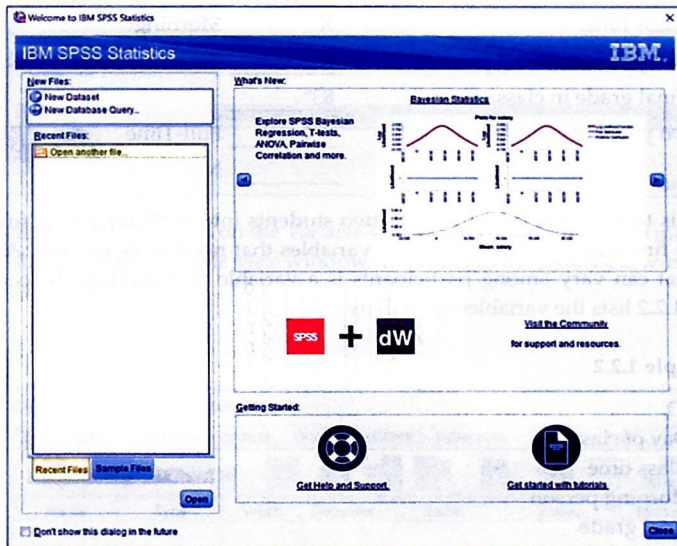 Welcome to IBM SPSS Statistics
IBM SPSS Statistics
IBM.
New Files:
New Dataset
New Database Query...
Recent Files:
Open another file...
Recent Files
Sample Files
Open
What's New:
Bayesian Statistics
Explore SPSS Bayesian
Regression, T-tests,
ANOVA, Pairwise
Correlation and more.
SPSS + dW
Visit the Community
for support and resources.
Getting Started:
Get Help and Support
Get started with tutorials
Don't show this dialog in the future
Close